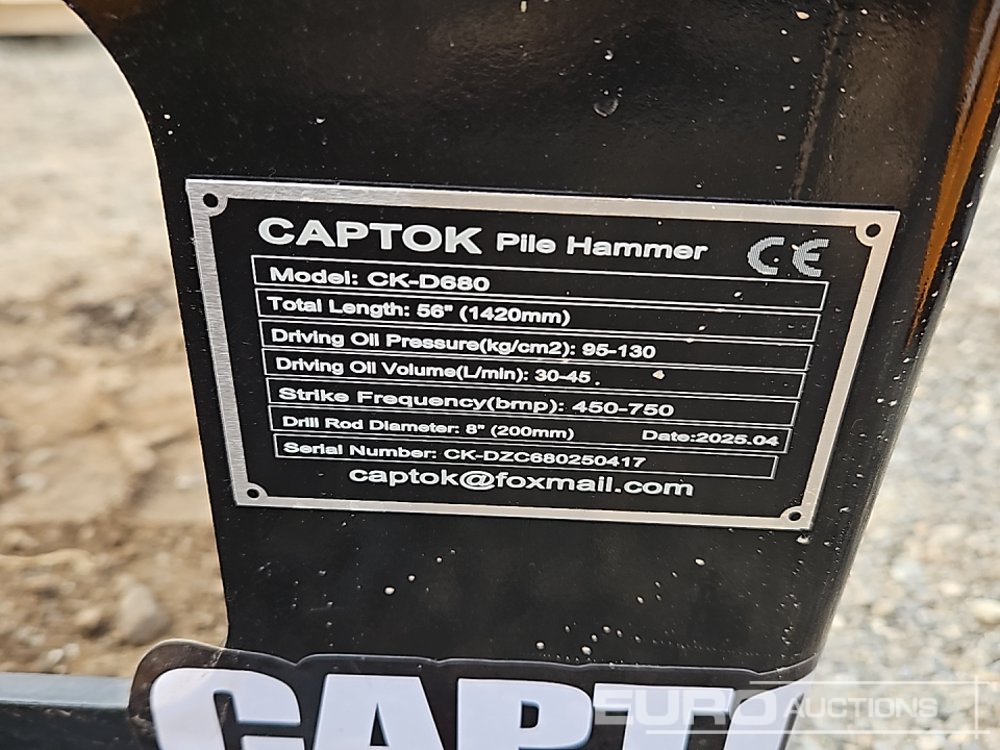 CAPTOK Pile Hammer CE
Model: CK-D680
Total Length: 56" (1420mm)
Driving Oil Pressure(kg/cm2): 95-130
Driving Oil Volume(L/min): 30-45
Strike Frequency(bmp): 450-750
Drill Rod Diameter: 8" (200mm) Date:2025.04
Serial Number: CK-DZC680250417
captok@foxmail.com
CAPTO
EURO AUCTIONS